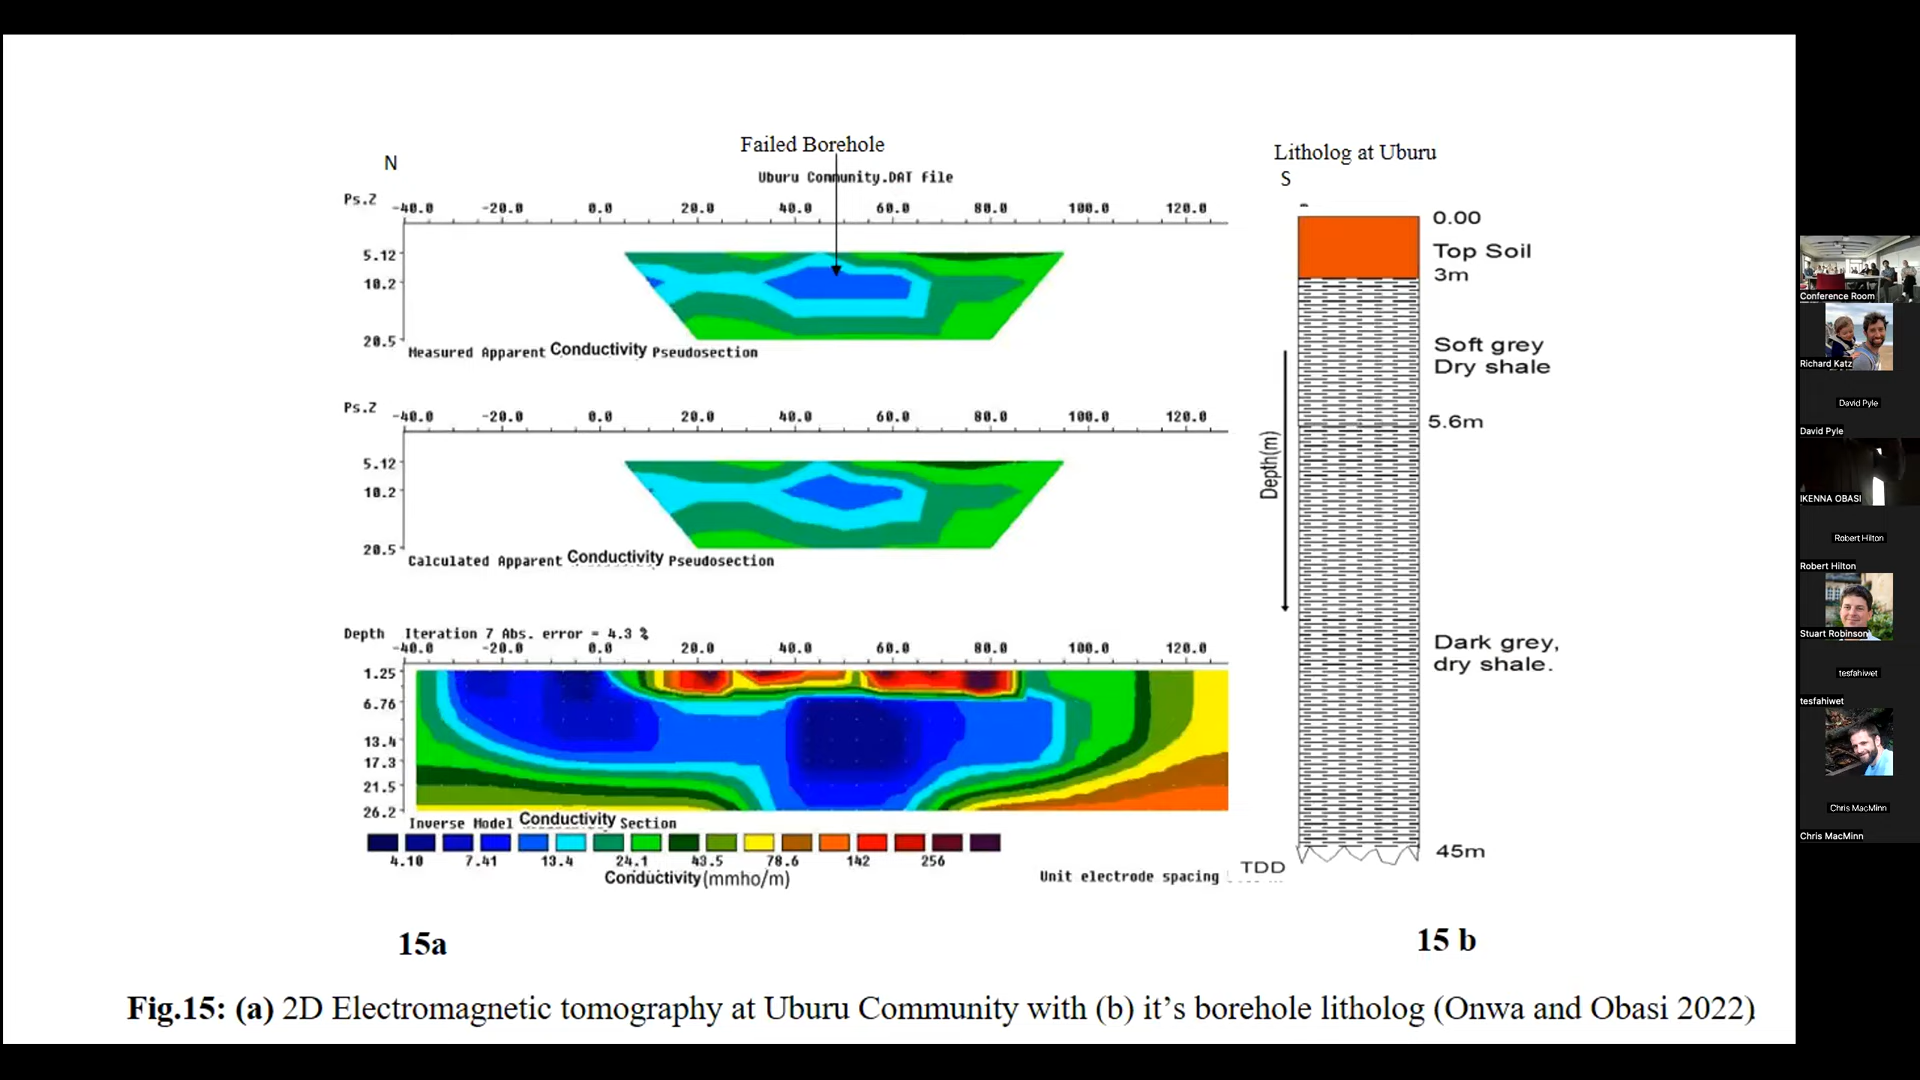 Failed Borehole
N
Uburu Community.DAT file
Ps.Z
-40.0 -20.0 0.0 20.0 40.0 60.0 80.0 100.0 120.0
5.12
10.2
20.5
Measured Apparent Conductivity Pseudosection
Ps.Z
-40.0 -20.0 0.0 20.0 40.0 60.0 80.0 100.0 120.0
5.12
10.2
20.5
Calculated Apparent Conductivity Pseudosection
Depth Iteration 7 Abs. error = 4.3 %
-40.0 -20.0 0.0 20.0 40.0 60.0 80.0 100.0 120.0
1.25
6.76
13.4
17.3
21.5
26.2
Inverse Model Conductivity Section
4.10 7.41 13.4 24.1 43.5 78.6 142 256
Conductivity(mmho/m)
Unit electrode spacing
Litholog at Uburu
S
0.00
Top Soil
3m
Soft grey
Dry shale
5.6m
Depth(m)
Dark grey,
dry shale.
45m
TDD
15a
15 b
Fig.15: (a) 2D Electromagnetic tomography at Uburu Community with (b) it's borehole litholog (Onwa and Obasi 2022)
Conference Room
Richard Katz
David Pyle
David Pyle
IKENNA OBASI
Robert Hilton
Robert Hilton
Stuart Robinson
tesfahiwet
tesfahiwet
Chris MacMinn
Chris MacMinn